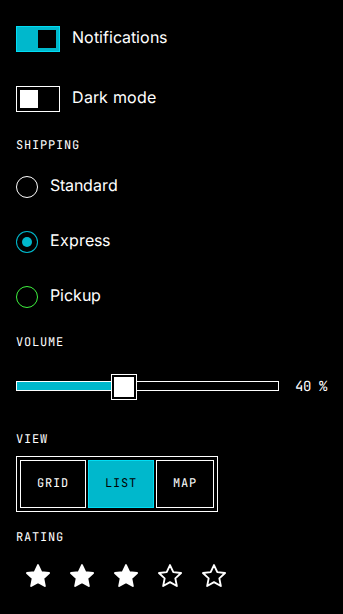 Notifications
Dark mode
SHIPPING
Standard
Express
Pickup
VOLUME
40 %
VIEW
GRID LIST MAP
RATING